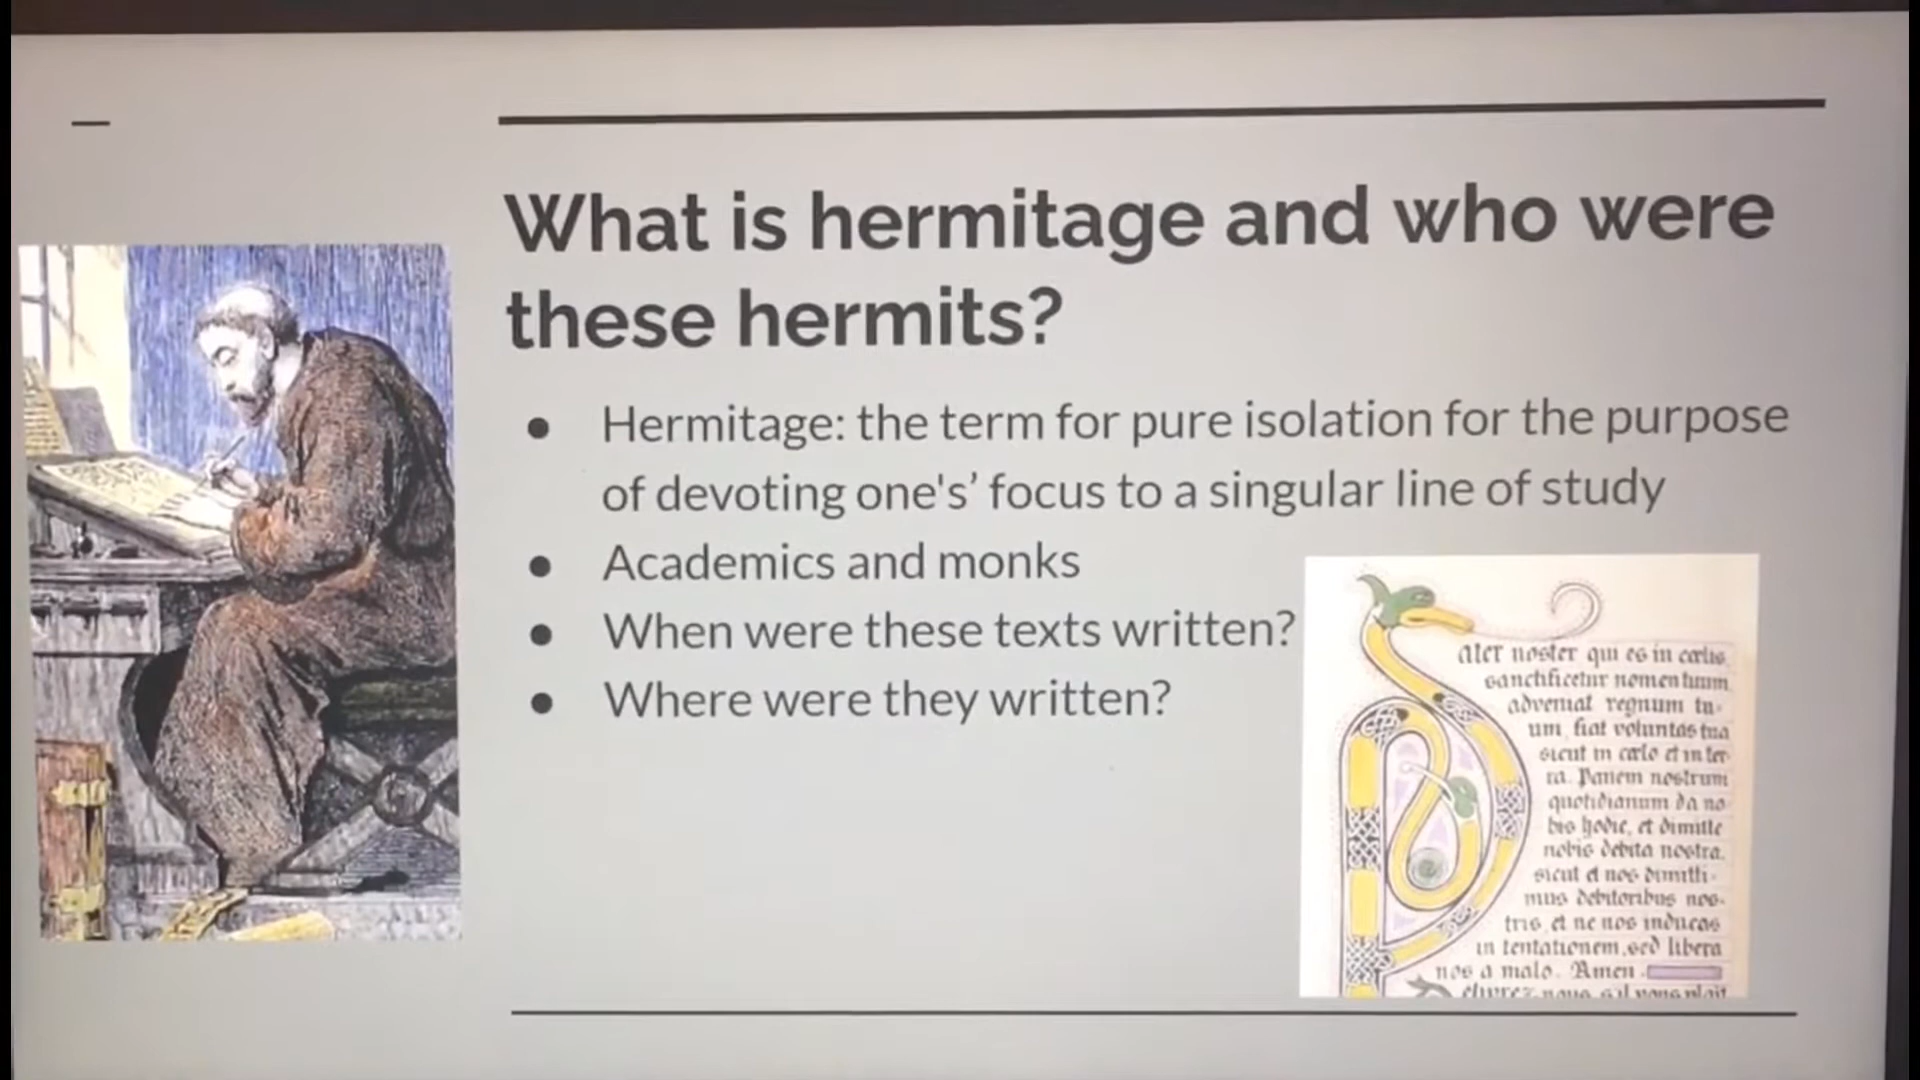 What is hermitage and who were
these hermits?
● Hermitage: the term for pure isolation for the purpose
of devoting one's’ focus to a singular line of study
● Academics and monks
● When were these texts written?
● Where were they written?
ater noster qui es in cœlis
sanctificetur nomen tuum
adveniat regnum tu-
um, fiat voluntas tua
sicut in cœlo et in ter-
ra. Panem nostrum
quotidianum da no
bis hodie, et dimitte
nobis debita nostra,
sicut et nos dimitti-
mus debitoribus nos-
tris, et ne nos inducas
in tentationem, sed libera
nos a malo. Amen